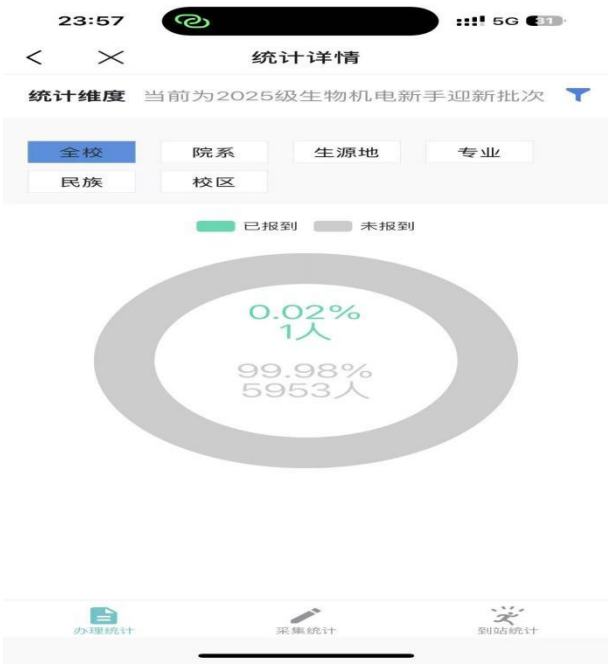 23:57 5G 31
统计详情
统计维度 当前为2025级生物机电新手迎新批次
全校 院系 生源地 专业
民族 校区
已报到 未报到
0.02%
1人
99.98%
5953人
办理统计 采集统计 到站统计